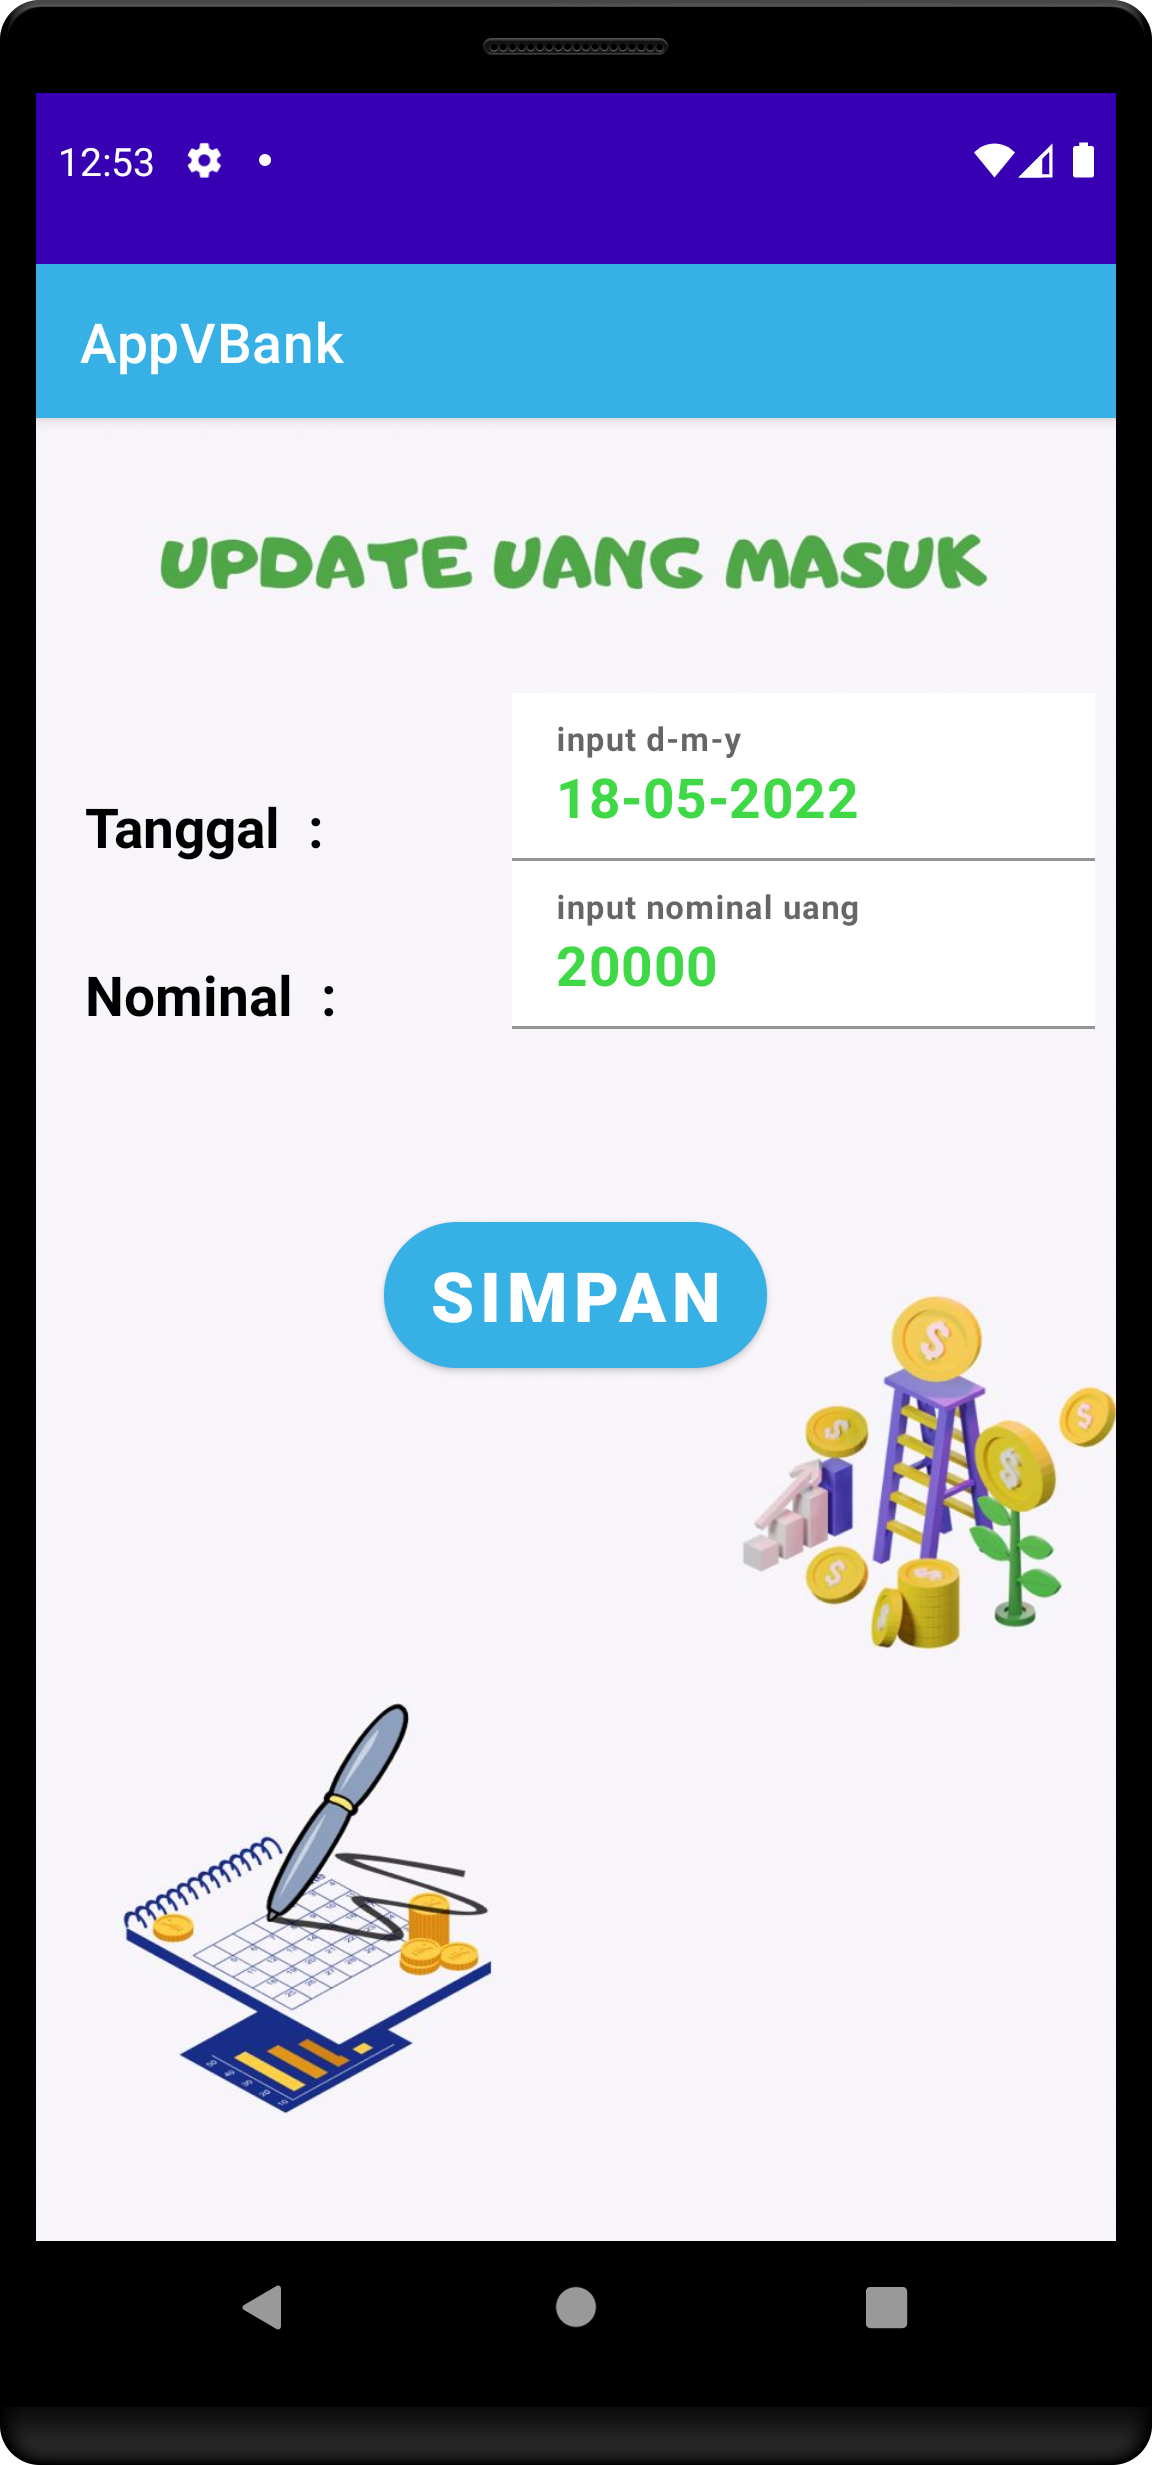 12:53
AppVBank
UPDATE UANG MASUK
input d-m-y
18-05-2022
Tanggal :
input nominal uang
20000
Nominal :
SIMPAN